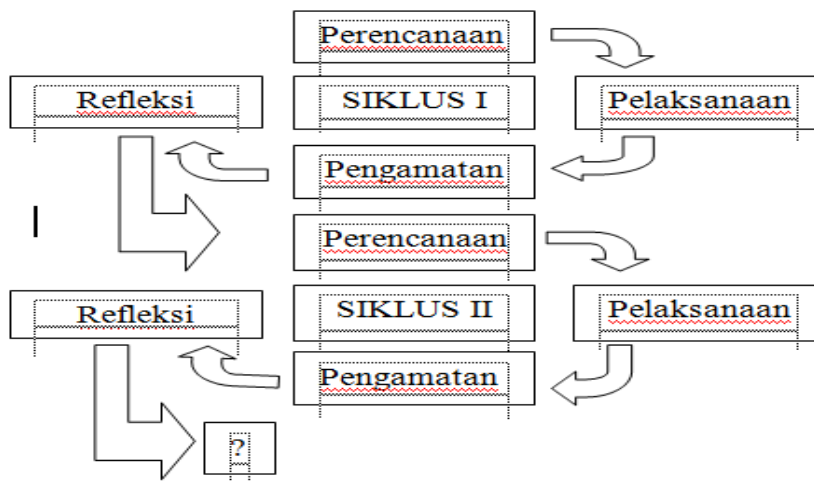 Perencanaan
Refleksi
SIKLUS I
Pelaksanaan
Pengamatan
Perencanaan
Refleksi
SIKLUS II
Pelaksanaan
Pengamatan
?